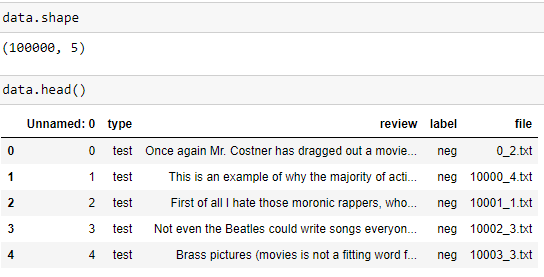 data.shape
(100000, 5)
data.head()
Unnamed: 0 type review label file
0 0 test Once again Mr. Costner has dragged out a movie... neg 0_2.txt
1 1 test This is an example of why the majority of acti... neg 10000_4.txt
2 2 test First of all I hate those moronic rappers, who... neg 10001_1.txt
3 3 test Not even the Beatles could write songs everyon... neg 10002_3.txt
4 4 test Brass pictures (movies is not a fitting word f... neg 10003_3.txt